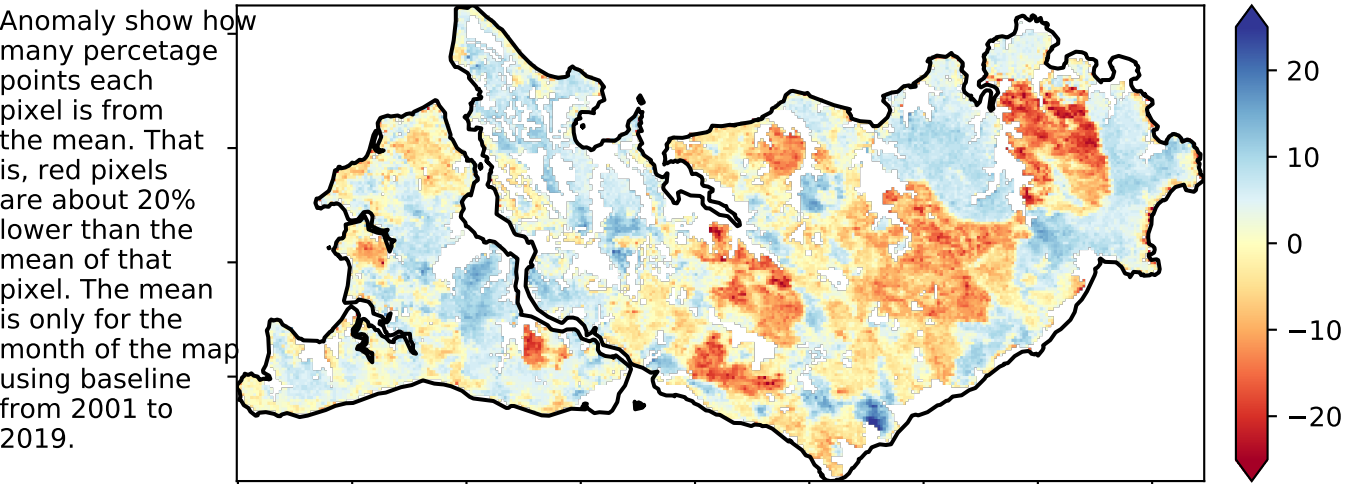 Anomaly show how
many percetage
points each
pixel is from
the mean. That
is, red pixels
are about 20%
lower than the
mean of that
pixel. The mean
is only for the
month of the map
using baseline
from 2001 to
2019.
20
10
0
−10
−20